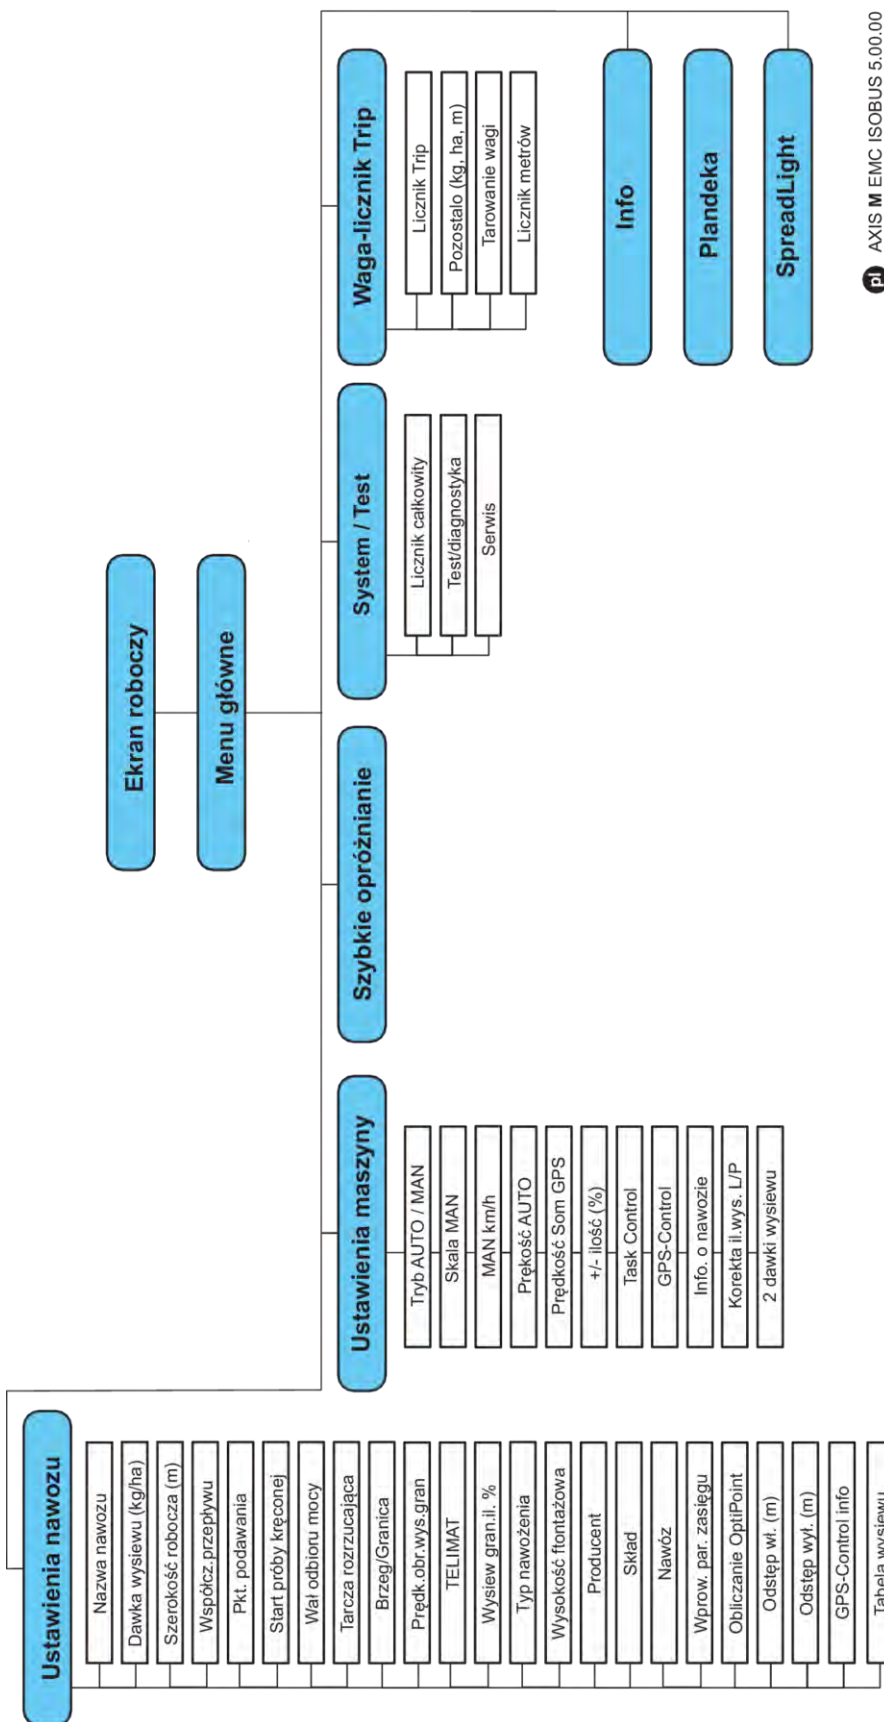 Ekran roboczy
Menu główne
Ustawienia nawozu
Nazwa nawozu
Dawka wysiewu (kg/ha)
Szerokość robocza (m)
Współcz.przepływu
Pkt. podawania
Start próby kręconej
Wał odbioru mocy
Tarcza rozrzucająca
Brzeg/Granica
Prędk.obr.wys.gran
TELIMAT
Wysiew gran.il. %
Typ nawożenia
Wysokość ftontażowa
Producent
Skład
Nawóz
Wprow. par. zasięgu
Obliczanie OptiPoint
Odstęp wł. (m)
Odstęp wył. (m)
GPS-Control info
Tabela wysiewu
Ustawienia maszyny
Tryb AUTO / MAN
Skala MAN
MAN km/h
Prękość AUTO
Prędkość Som GPS
+/- ilość (%)
Task Control
GPS-Control
Info. o nawozie
Korekta il.wys. L/P
2 dawki wysiewu
Szybkie opróżnianie
System / Test
Licznik całkowity
Test/diagnostyka
Serwis
Waga-licznik Trip
Licznik Trip
Pozostalo (kg, ha, m)
Tarowanie wagi
Licznik metrów
Info
Plandeka
SpreadLight
pl AXIS M EMC ISOBUS 5.00.00